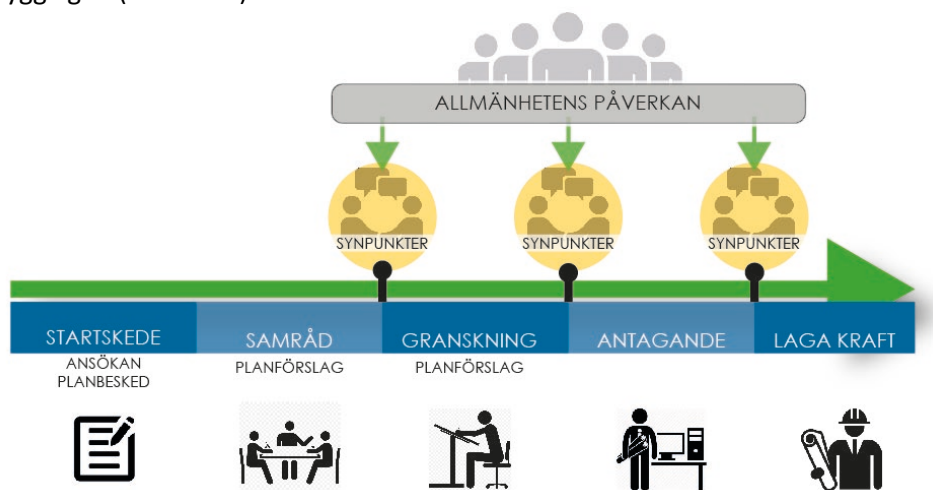 ALLMÄNHETENS PÅVERKAN
SYNPUNKTER SYNPUNKTER SYNPUNKTER
STARTSKEDE SAMRÅD GRANSKNING ANTAGANDE LAGA KRAFT
ANSÖKAN PLANFÖRSLAG PLANFÖRSLAG
PLANBESKED